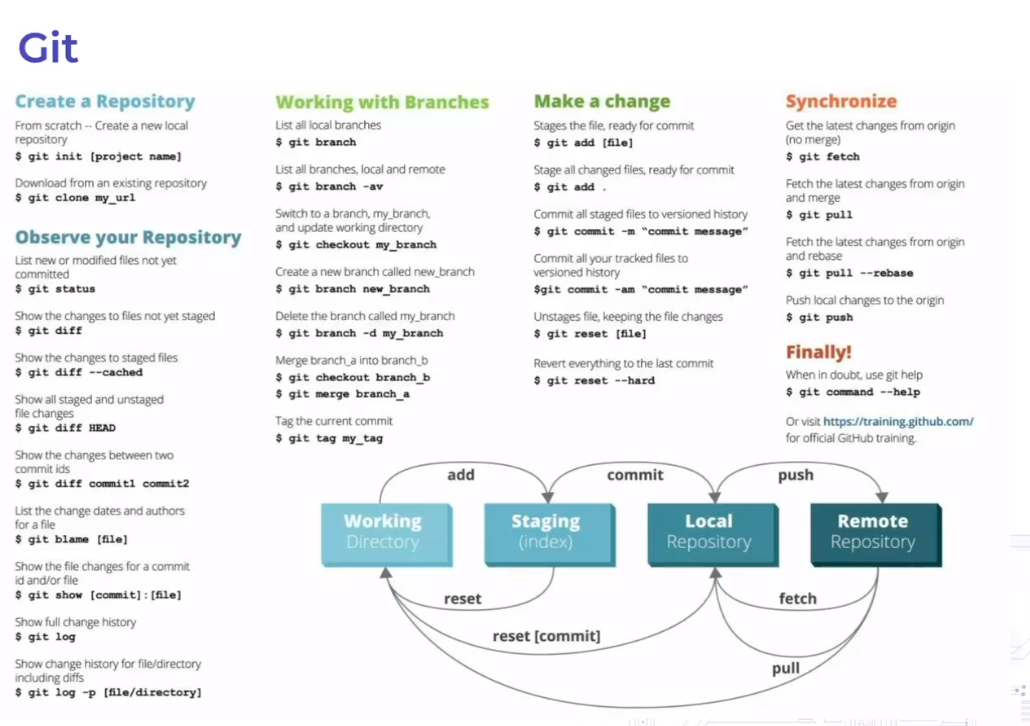 Git
Create a Repository
From scratch -- Create a new local
repository
$ git init [project name]
Download from an existing repository
$ git clone my_url
Observe your Repository
List new or modified files not yet
committed
$ git status
Show the changes to files not yet staged
$ git diff
Show the changes to staged files
$ git diff --cached
Show all staged and unstaged
file changes
$ git diff HEAD
Show the changes between two
commit ids
$ git diff commit1 commit2
List the change dates and authors
for a file
$ git blame [file]
Show the file changes for a commit
id and/or file
$ git show [commit]:[file]
Show full change history
$ git log
Show change history for file/directory
including diffs
$ git log -p [file/directory]
Working with Branches
List all local branches
$ git branch
List all branches, local and remote
$ git branch -av
Switch to a branch, my_branch,
and update working directory
$ git checkout my_branch
Create a new branch called new_branch
$ git branch new_branch
Delete the branch called my_branch
$ git branch -d my_branch
Merge branch_a into branch_b
$ git checkout branch_b
$ git merge branch_a
Tag the current commit
$ git tag my_tag
Make a change
Stages the file, ready for commit
$ git add [file]
Stage all changed files, ready for commit
$ git add .
Commit all staged files to versioned history
$ git commit -m “commit message”
Commit all your tracked files to
versioned history
$git commit -am “commit message”
Unstages file, keeping the file changes
$ git reset [file]
Revert everything to the last commit
$ git reset --hard
Synchronize
Get the latest changes from origin
(no merge)
$ git fetch
Fetch the latest changes from origin
and merge
$ git pull
Fetch the latest changes from origin
and rebase
$ git pull --rebase
Push local changes to the origin
$ git push
Finally!
When in doubt, use git help
$ git command --help
Or visit https://training.github.com/
for official GitHub training.
add
commit
push
Working
Directory
Staging
(index)
Local
Repository
Remote
Repository
reset
fetch
reset [commit]
pull